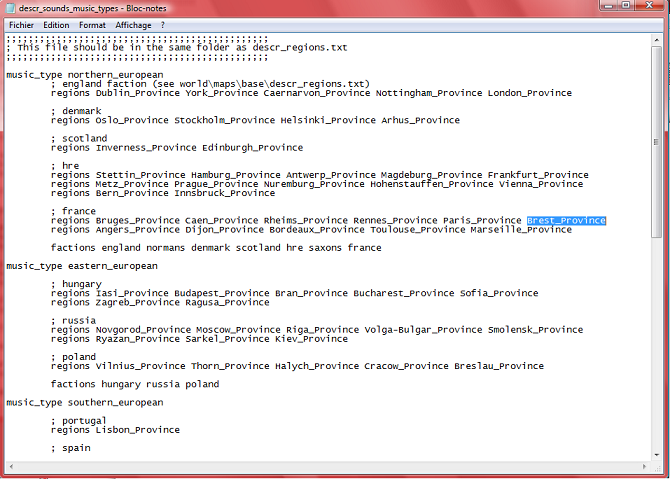 descr_sounds_music_types - Bloc-notes
Fichier Edition Format Affichage ?
;;;;;;;;;;;;;;;;;;;;;;;;;;;;;;;;;;;;;;;;;;;;;;;
; This file should be in the same folder as descr_regions.txt
;;;;;;;;;;;;;;;;;;;;;;;;;;;;;;;;;;;;;;;;;;;;;;;
music_type northern_european
; england faction (see world\maps\base\descr_regions.txt)
regions Dublin_Province York_Province Caernarvon_Province Nottingham_Province London_Province
; denmark
regions Oslo_Province Stockholm_Province Helsinki_Province Arhus_Province
; scotland
regions Inverness_Province Edinburgh_Province
; hre
regions Stettin_Province Hamburg_Province Antwerp_Province Magdeburg_Province Frankfurt_Province
regions Metz_Province Prague_Province Nuremburg_Province Hohenstauffen_Province Vienna_Province
regions Bern_Province Innsbruck_Province
; france
regions Bruges_Province Caen_Province Rheims_Province Rennes_Province Paris_Province Brest_Province
regions Angers_Province Dijon_Province Bordeaux_Province Toulouse_Province Marseille_Province
factions england normans denmark scotland hre saxons france
music_type eastern_european
; hungary
regions Iasi_Province Budapest_Province Bran_Province Bucharest_Province Sofia_Province
regions Zagreb_Province Ragusa_Province
; russia
regions Novgorod_Province Moscow_Province Riga_Province Volga-Bulgar_Province Smolensk_Province
regions Ryazan_Province Sarkel_Province Kiev_Province
; poland
regions Vilnius_Province Thorn_Province Halych_Province Cracow_Province Breslau_Province
factions hungary russia poland
music_type southern_european
; portugal
regions Lisbon_Province
; spain